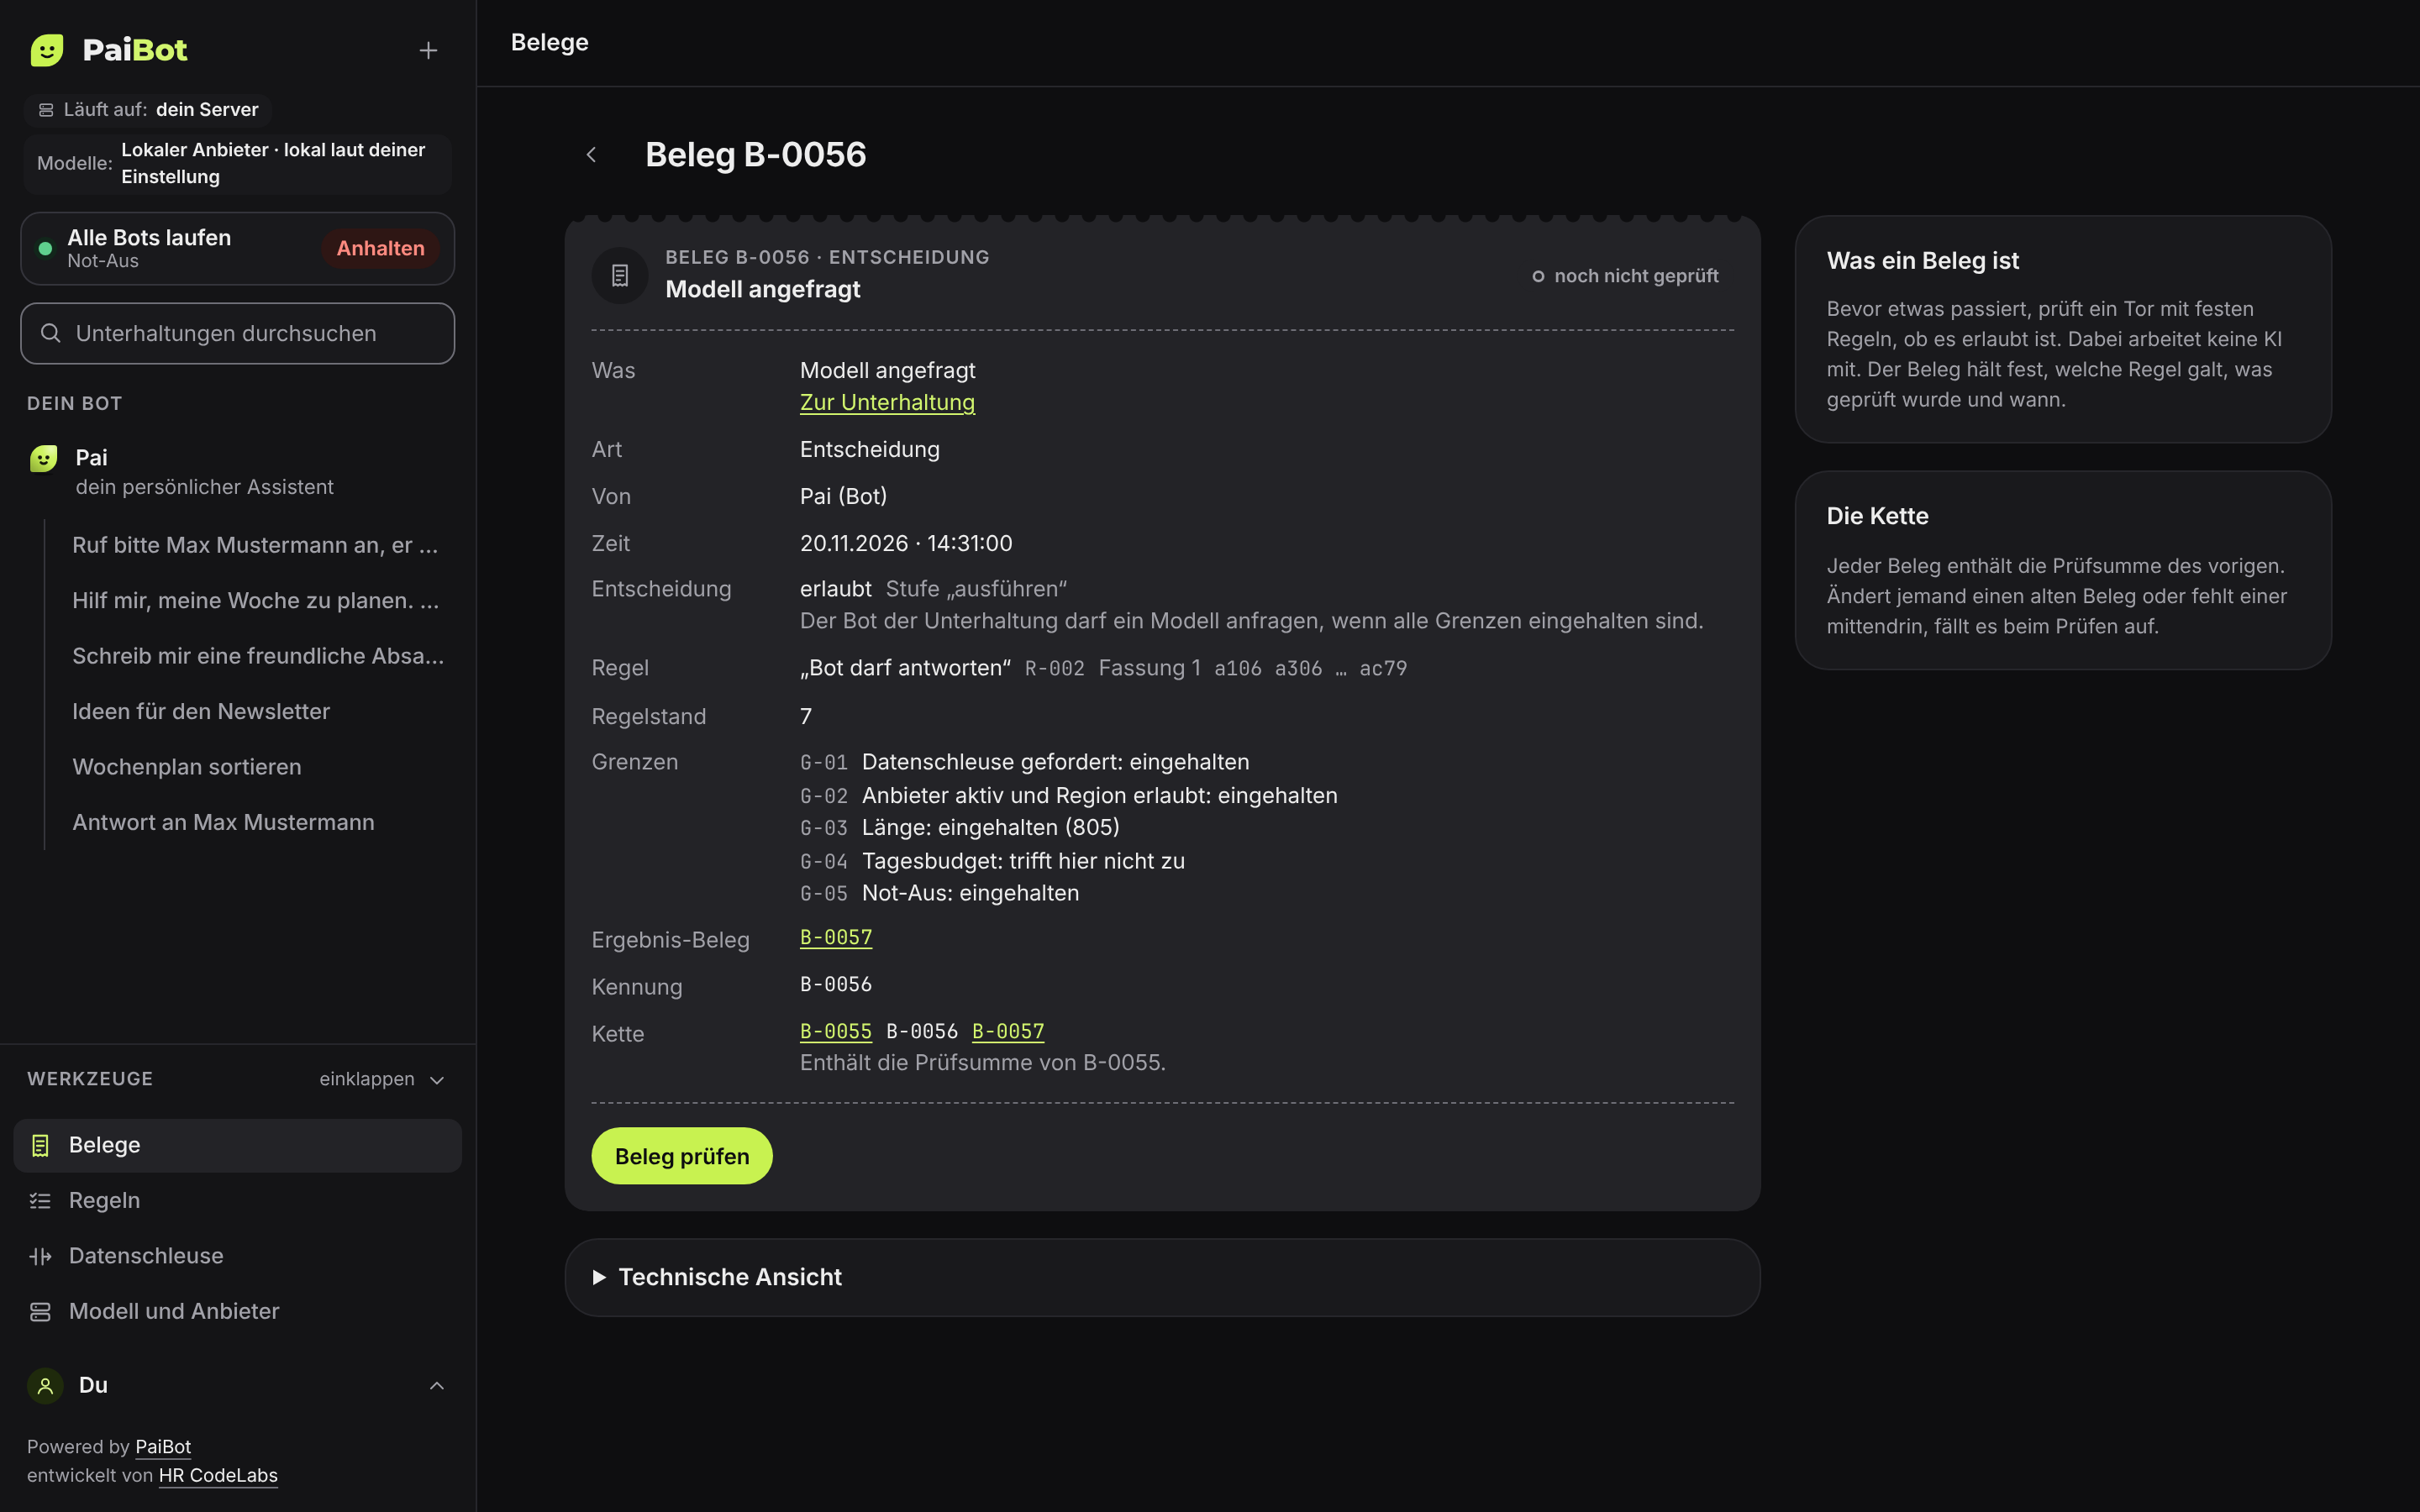 PaiBot
Läuft auf: dein Server
Modelle: Lokaler Anbieter · lokal laut deiner
Einstellung
Alle Bots laufen
Not-Aus
Anhalten
Unterhaltungen durchsuchen
DEIN BOT
Pai
dein persönlicher Assistent
Ruf bitte Max Mustermann an, er ...
Hilf mir, meine Woche zu planen. ...
Schreib mir eine freundliche Absa...
Ideen für den Newsletter
Wochenplan sortieren
Antwort an Max Mustermann
WERKZEUGE einklappen
Belege
Regeln
Datenschleuse
Modell und Anbieter
Du
Powered by PaiBot
entwickelt von HR CodeLabs
Belege
Beleg B-0056
BELEG B-0056 · ENTSCHEIDUNG
Modell angefragt
noch nicht geprüft
Was Modell angefragt
Zur Unterhaltung
Art Entscheidung
Von Pai (Bot)
Zeit 20.11.2026 · 14:31:00
Entscheidung erlaubt Stufe „ausführen“
Der Bot der Unterhaltung darf ein Modell anfragen, wenn alle Grenzen eingehalten sind.
Regel „Bot darf antworten“ R-002 Fassung 1 a106 a306 … ac79
Regelstand 7
Grenzen G-01 Datenschleuse gefordert: eingehalten
G-02 Anbieter aktiv und Region erlaubt: eingehalten
G-03 Länge: eingehalten (805)
G-04 Tagesbudget: trifft hier nicht zu
G-05 Not-Aus: eingehalten
Ergebnis-Beleg B-0057
Kennung B-0056
Kette B-0055 B-0056 B-0057
Enthält die Prüfsumme von B-0055.
Beleg prüfen
Technische Ansicht
Was ein Beleg ist
Bevor etwas passiert, prüft ein Tor mit festen
Regeln, ob es erlaubt ist. Dabei arbeitet keine KI
mit. Der Beleg hält fest, welche Regel galt, was
geprüft wurde und wann.
Die Kette
Jeder Beleg enthält die Prüfsumme des vorigen.
Ändert jemand einen alten Beleg oder fehlt einer
mittendrin, fällt es beim Prüfen auf.